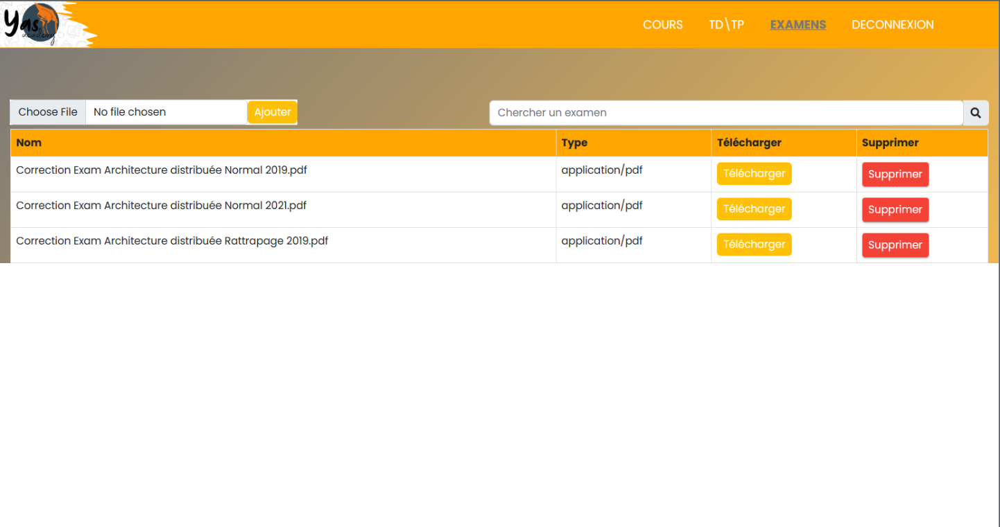 Yas
academy
COURS TD\TP EXAMENS DECONNEXION
Choose File No file chosen Ajouter Chercher un examen
Nom Type Télécharger Supprimer
Correction Exam Architecture distribuée Normal 2019.pdf application/pdf Télécharger Supprimer
Correction Exam Architecture distribuée Normal 2021.pdf application/pdf Télécharger Supprimer
Correction Exam Architecture distribuée Rattrapage 2019.pdf application/pdf Télécharger Supprimer